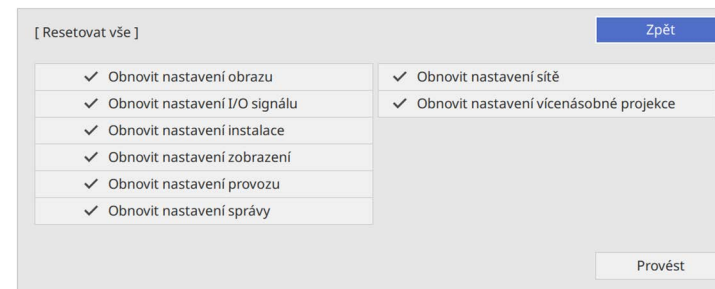 [ Resetovat vše ]
Zpět
Obnovit nastavení obrazu
Obnovit nastavení I/O signálu
Obnovit nastavení instalace
Obnovit nastavení zobrazení
Obnovit nastavení provozu
Obnovit nastavení správy
Obnovit nastavení sítě
Obnovit nastavení vícenásobné projekce
Provést